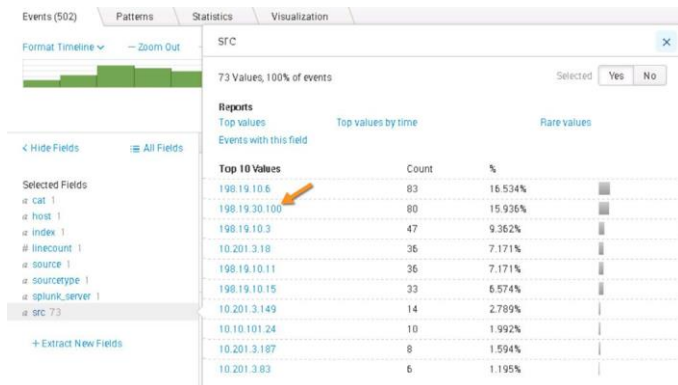 Events (502) Patterns Statistics Visualization
Format Timeline — Zoom Out
src
73 Values, 100% of events
Selected Yes No
Reports
Top values Top values by time Rare values
Events with this field
< Hide Fields All Fields
Top 10 Values Count %
Selected Fields
a cat 1
a host 1
a index 1
# linecount 1
a source 1
a sourcetype 1
a splunk_server 1
a src 73
+ Extract New Fields
198.19.10.6 83 16.534%
198.19.30.100 80 15.936%
198.19.10.3 47 9.362%
10.201.3.18 36 7.171%
198.19.10.11 36 7.171%
198.19.10.15 33 6.574%
10.201.3.149 14 2.789%
10.10.101.24 10 1.992%
10.201.3.187 8 1.594%
10.201.3.83 6 1.195%